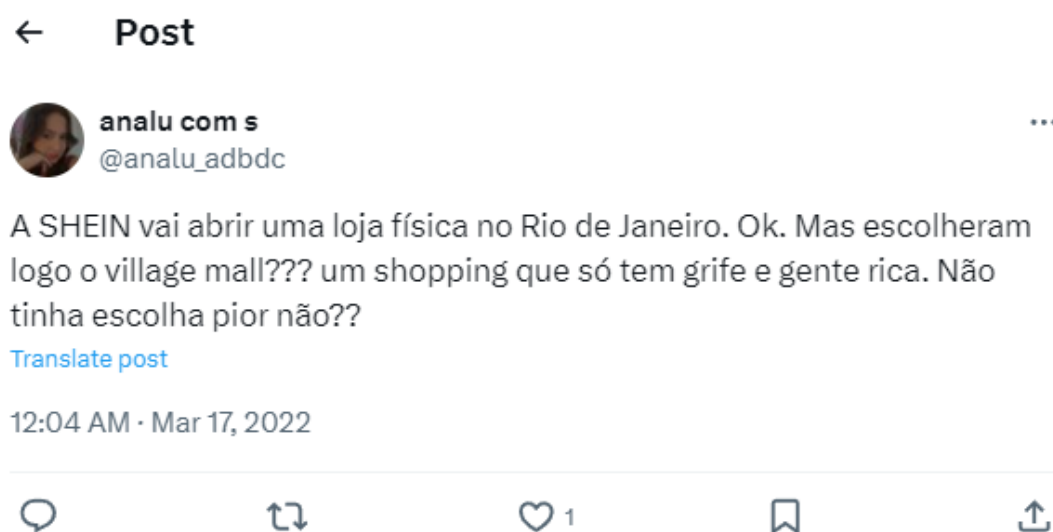 Post
analu com s
@analu_adbdc
A SHEIN vai abrir uma loja física no Rio de Janeiro. Ok. Mas escolheram
logo o village mall??? um shopping que só tem grife e gente rica. Não
tinha escolha pior não??
Translate post
12:04 AM · Mar 17, 2022
1